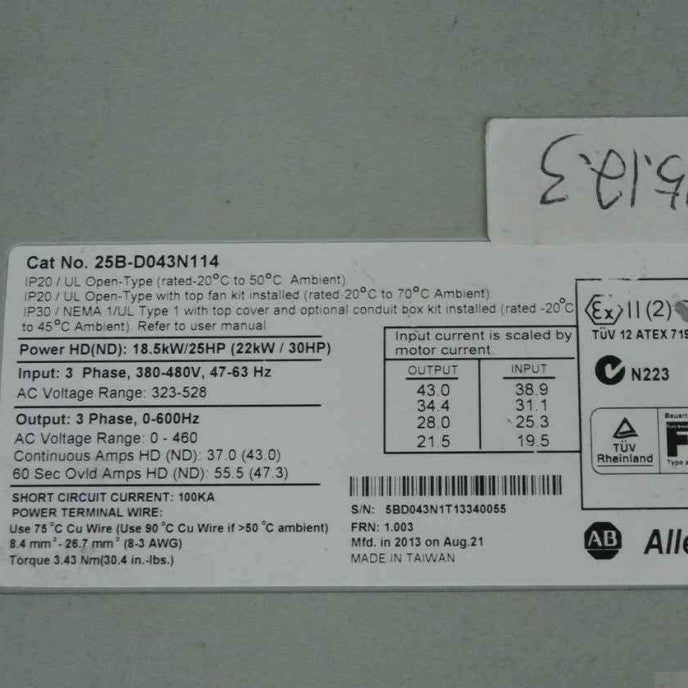 Cat No. 25B-D043N114
IP20 / UL Open-Type (rated-20°C to 50°C Ambient)
IP20 / UL Open-Type with top fan kit installed (rated-20°C to 70°C Ambient)
IP30 / NEMA 1/UL Type 1 with top cover and optional conduit box kit installed (rated -20°C
to 45°C Ambient). Refer to user manual
Power HD(ND): 18.5kW/25HP (22kW / 30HP)
Input: 3 Phase, 380-480V, 47-63 Hz
AC Voltage Range: 323-528
Output: 3 Phase, 0-600Hz
AC Voltage Range: 0 - 460
Continuous Amps HD (ND): 37.0 (43.0)
60 Sec Ovld Amps HD (ND): 55.5 (47.3)
SHORT CIRCUIT CURRENT: 100KA
POWER TERMINAL WIRE:
Use 75 °C Cu Wire (Use 90 °C Cu Wire if >50 °C ambient)
8.4 mm² - 26.7 mm² (8-3 AWG)
Torque 3.43 Nm(30.4 in.-lbs.)
Input current is scaled by
motor current.
OUTPUT INPUT
43.0 38.9
34.4 31.1
28.0 25.3
21.5 19.5
S/N: 5BD043N1T13340055
FRN: 1.003
Mfd. in 2013 on Aug.21
MADE IN TAIWAN
Ex II (2)
TÜV 12 ATEX 719
N223
TÜV
Rheinland
Bauart
F
Type a
AB Alle